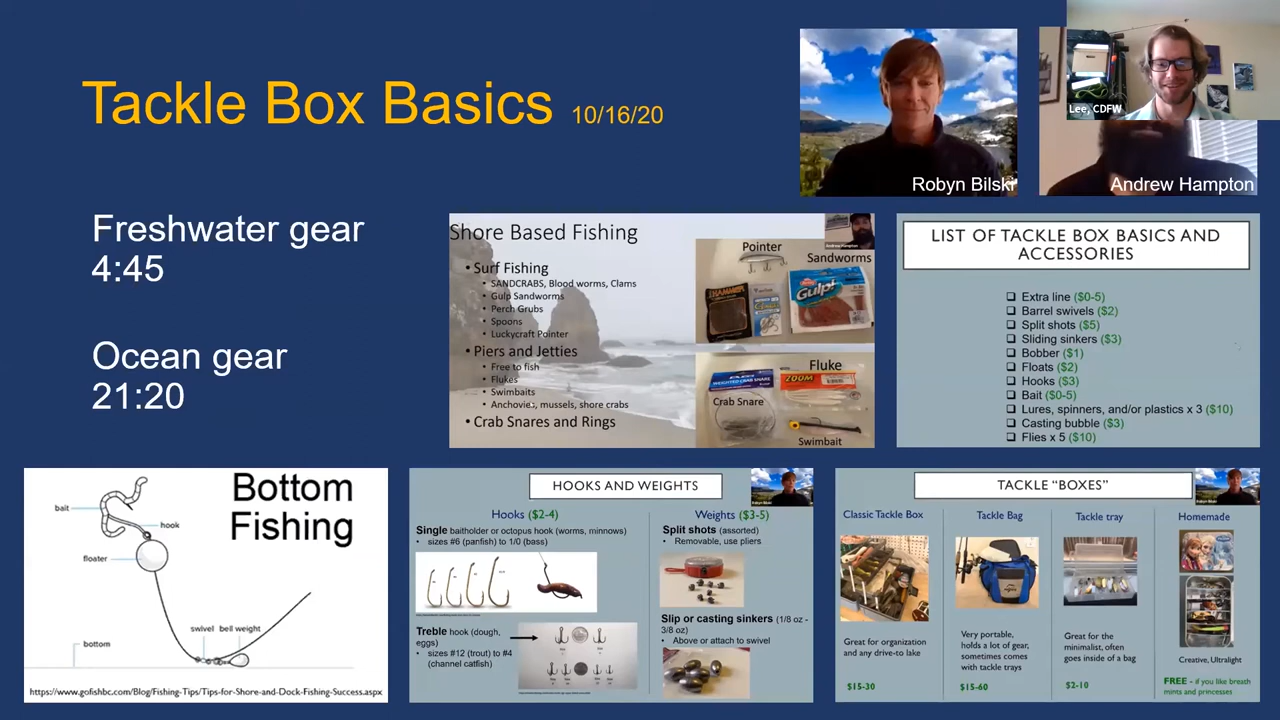 Tackle Box Basics 10/16/20
Lee, CDFW
Robyn Bilski
Andrew Hampton
Freshwater gear
4:45
Ocean gear
21:20
Shore Based Fishing
• Surf Fishing
• SANDCRABS, Blood worms, Clams
• Gulp Sandworms
• Perch Grubs
• Spoons
• Luckycraft Pointer
• Piers and Jetties
• Free to fish
• Flukes
• Swimbaits
• Anchovies, mussels, shore crabs
• Crab Snares and Rings
Pointer
Sandworms
HAMMER
Gulp!
Fluke
WEIGHTED CRAB SNARE
ZOOM
Crab Snare
Swimbait
LIST OF TACKLE BOX BASICS AND
ACCESSORIES
❑ Extra line ($0-5)
❑ Barrel swivels ($2)
❑ Split shots ($5)
❑ Sliding sinkers ($3)
❑ Bobber ($1)
❑ Floats ($2)
❑ Hooks ($3)
❑ Bait ($0-5)
❑ Lures, spinners, and/or plastics x 3 ($10)
❑ Casting bubble ($3)
❑ Flies x 5 ($10)
Bottom
Fishing
bait
hook
floater
swivel bell weight
bottom
https://www.gofishbc.com/Blog/Fishing-Tips/Tips-for-Shore-and-Dock-Fishing-Success.aspx
HOOKS AND WEIGHTS
Hooks ($2-4)
Single baitholder or octopus hook (worms, minnows)
• sizes #6 (panfish) to 1/0 (bass)
Treble hook (dough,
eggs)
• sizes #12 (trout) to #4
(channel catfish)
Weights ($3-5)
Split shots (assorted)
• Removable, use pliers
Slip or casting sinkers (1/8 oz -
3/8 oz)
• Above or attach to swivel
TACKLE “BOXES”
Classic Tackle Box
Great for organization
and any drive-to lake
$15-30
Tackle Bag
Very portable,
holds a lot of gear,
sometimes comes
with tackle trays
$15-60
Tackle tray
Great for the
minimalist, often
goes inside of a bag
$2-10
Homemade
Creative, Ultralight
FREE - if you like breath
mints and princesses